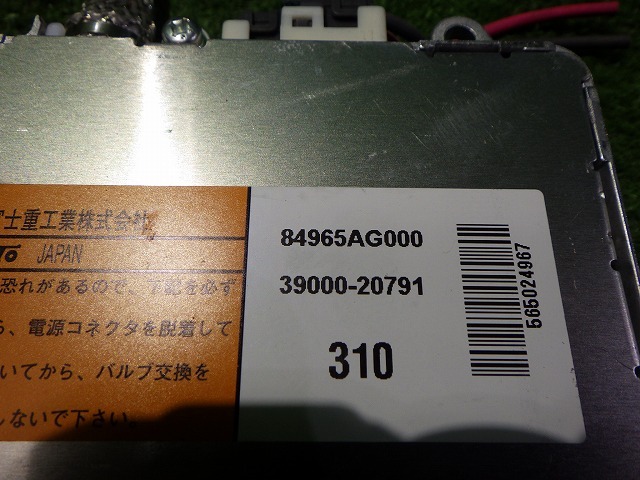 士重工業株式会社
TO JAPAN
恐れがあるので、下記を必ず
ら、電源コネクタを脱着して
いてから、バルブ交換を
しないで下さい。
84965AG000
39000-20791
310
565024967